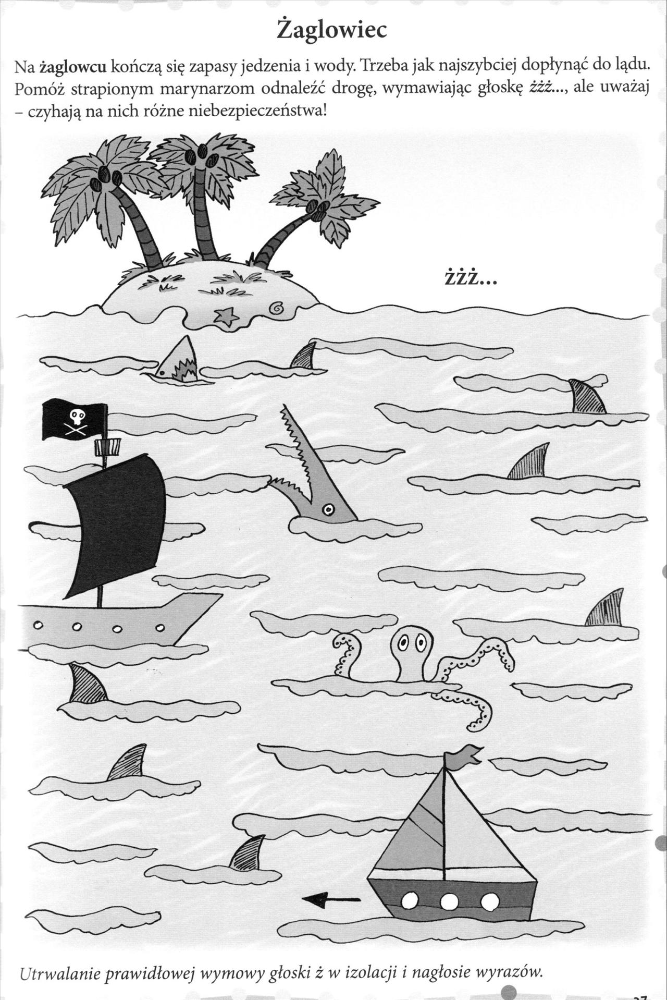 Żaglowiec
Na żaglowcu kończą się zapasy jedzenia i wody. Trzeba jak najszybciej dopłynąć do lądu.
Pomóż strapionym marynarzom odnaleźć drogę, wymawiając głoskę żżż..., ale uważaj
– czyhają na nich różne niebezpieczeństwa!
żżż...
Utrwalanie prawidłowej wymowy głoski ż w izolacji i nagłosie wyrazów.